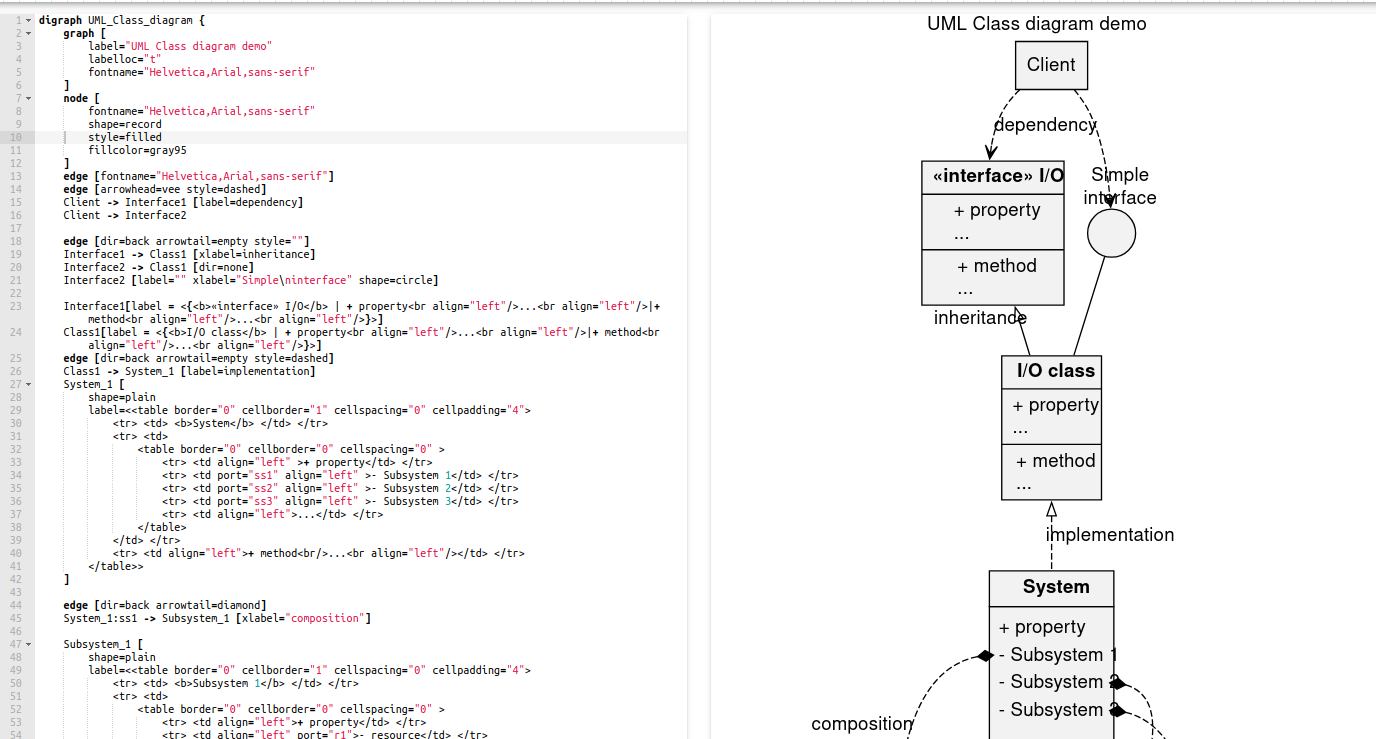 1 digraph UML_Class_diagram {
2 graph [
3 label="UML Class diagram demo"
4 labelloc="t"
5 fontname="Helvetica,Arial,sans-serif"
6 ]
7 node [
8 fontname="Helvetica,Arial,sans-serif"
9 shape=record
10 style=filled
11 fillcolor=gray95
12 ]
13 edge [fontname="Helvetica,Arial,sans-serif"]
14 edge [arrowhead=vee style=dashed]
15 Client -> Interface1 [label=dependency]
16 Client -> Interface2
17
18 edge [dir=back arrowtail=empty style=""]
19 Interface1 -> Class1 [xlabel=inheritance]
20 Interface2 -> Class1 [dir=none]
21 Interface2 [label="" xlabel="Simple\ninterface" shape=circle]
22
23 Interface1[label = <{<b>«interface» I/O</b> | + property<br align="left"/>...<br align="left"/>|+
method<br align="left"/>...<br align="left"/>}>]
24 Class1[label = <{<b>I/O class</b> | + property<br align="left"/>...<br align="left"/>|+ method<br
align="left"/>...<br align="left"/>}>]
25 edge [dir=back arrowtail=empty style=dashed]
26 Class1 -> System_1 [label=implementation]
27 System_1 [
28 shape=plain
29 label=<<table border="0" cellborder="1" cellspacing="0" cellpadding="4">
30 <tr> <td> <b>System</b> </td> </tr>
31 <tr> <td>
32 <table border="0" cellborder="0" cellspacing="0" >
33 <tr> <td align="left" >+ property</td> </tr>
34 <tr> <td port="ss1" align="left" >- Subsystem 1</td> </tr>
35 <tr> <td port="ss2" align="left" >- Subsystem 2</td> </tr>
36 <tr> <td port="ss3" align="left" >- Subsystem 3</td> </tr>
37 <tr> <td align="left">...</td> </tr>
38 </table>
39 </td> </tr>
40 <tr> <td align="left">+ method<br/>...<br align="left"/></td> </tr>
41 </table>>
42 ]
43
44 edge [dir=back arrowtail=diamond]
45 System_1:ss1 -> Subsystem_1 [xlabel="composition"]
46
47 Subsystem_1 [
48 shape=plain
49 label=<<table border="0" cellborder="1" cellspacing="0" cellpadding="4">
50 <tr> <td> <b>Subsystem 1</b> </td> </tr>
51 <tr> <td>
52 <table border="0" cellborder="0" cellspacing="0" >
53 <tr> <td align="left">+ property</td> </tr>
54 <tr> <td align="left" port="r1">- resource</td> </tr>
UML Class diagram demo
Client
dependency
«interface» I/O
+ property
...
+ method
...
Simple
interface
inheritance
I/O class
+ property
...
+ method
...
implementation
System
+ property
- Subsystem 1
- Subsystem 2
- Subsystem 3
composition